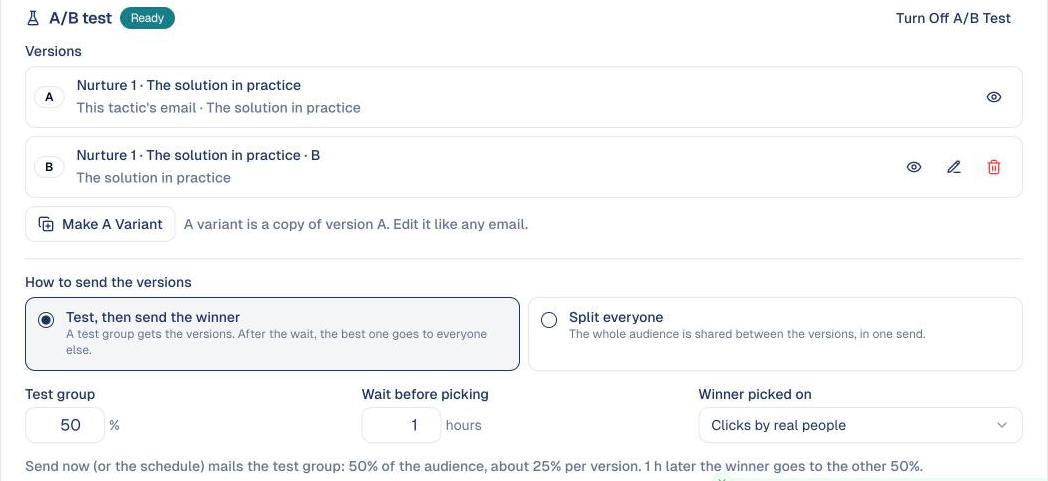 A/B test Ready Turn Off A/B Test
Versions
A Nurture 1 · The solution in practice
This tactic's email · The solution in practice
B Nurture 1 · The solution in practice · B
The solution in practice
Make A Variant A variant is a copy of version A. Edit it like any email.
How to send the versions
Test, then send the winner
A test group gets the versions. After the wait, the best one goes to everyone
else.
Split everyone
The whole audience is shared between the versions, in one send.
Test group Wait before picking Winner picked on
50 % 1 hours Clicks by real people
Send now (or the schedule) mails the test group: 50% of the audience, about 25% per version. 1 h later the winner goes to the other 50%.